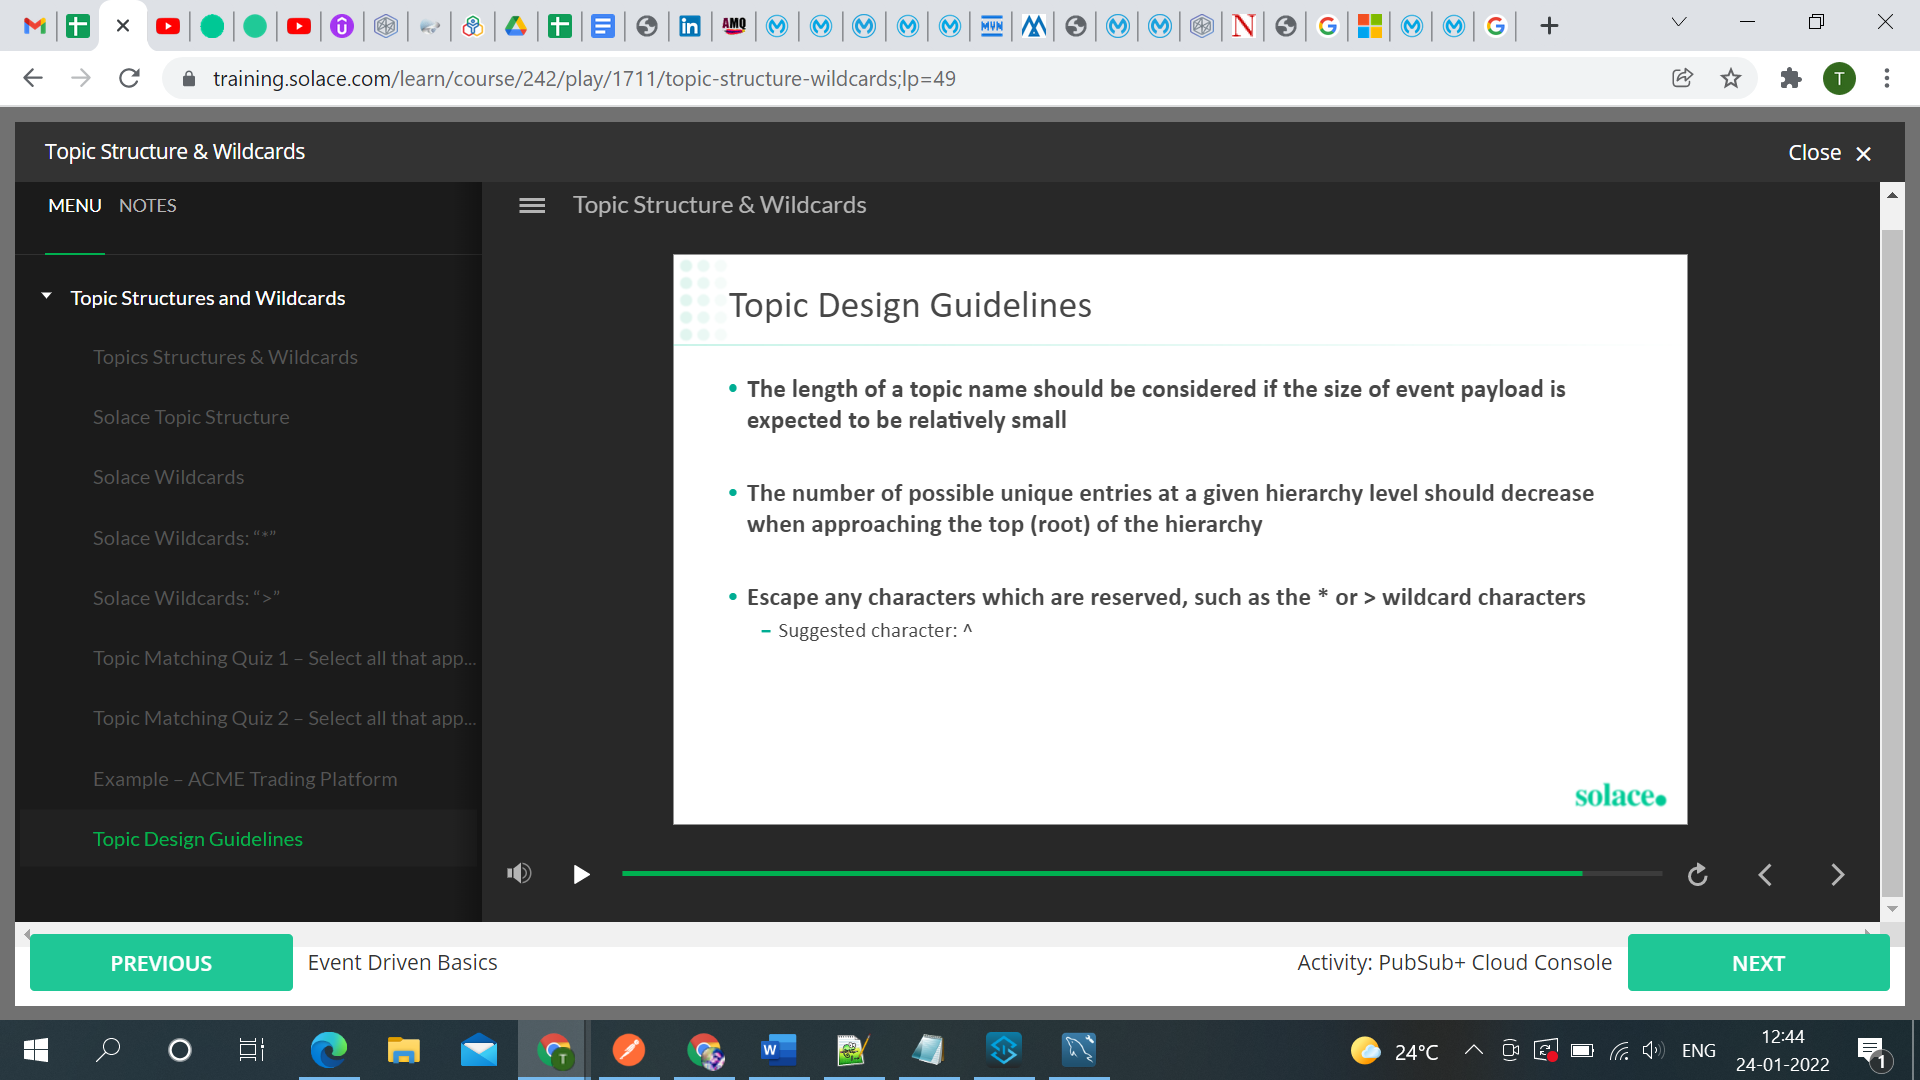 AMQ
MVN
training.solace.com/learn/course/242/play/1711/topic-structure-wildcards;lp=49
T
Topic Structure & Wildcards
Close ×
MENU NOTES
Topic Structure & Wildcards
Topic Structures and Wildcards
Topics Structures & Wildcards
Solace Topic Structure
Solace Wildcards
Solace Wildcards: “*”
Solace Wildcards: “>”
Topic Matching Quiz 1 – Select all that app...
Topic Matching Quiz 2 – Select all that app...
Example – ACME Trading Platform
Topic Design Guidelines
Topic Design Guidelines
• The length of a topic name should be considered if the size of event payload is
expected to be relatively small
• The number of possible unique entries at a given hierarchy level should decrease
when approaching the top (root) of the hierarchy
• Escape any characters which are reserved, such as the * or > wildcard characters
– Suggested character: ^
solace
PREVIOUS
Event Driven Basics
Activity: PubSub+ Cloud Console
NEXT
24°C
ENG
12:44
24-01-2022
1